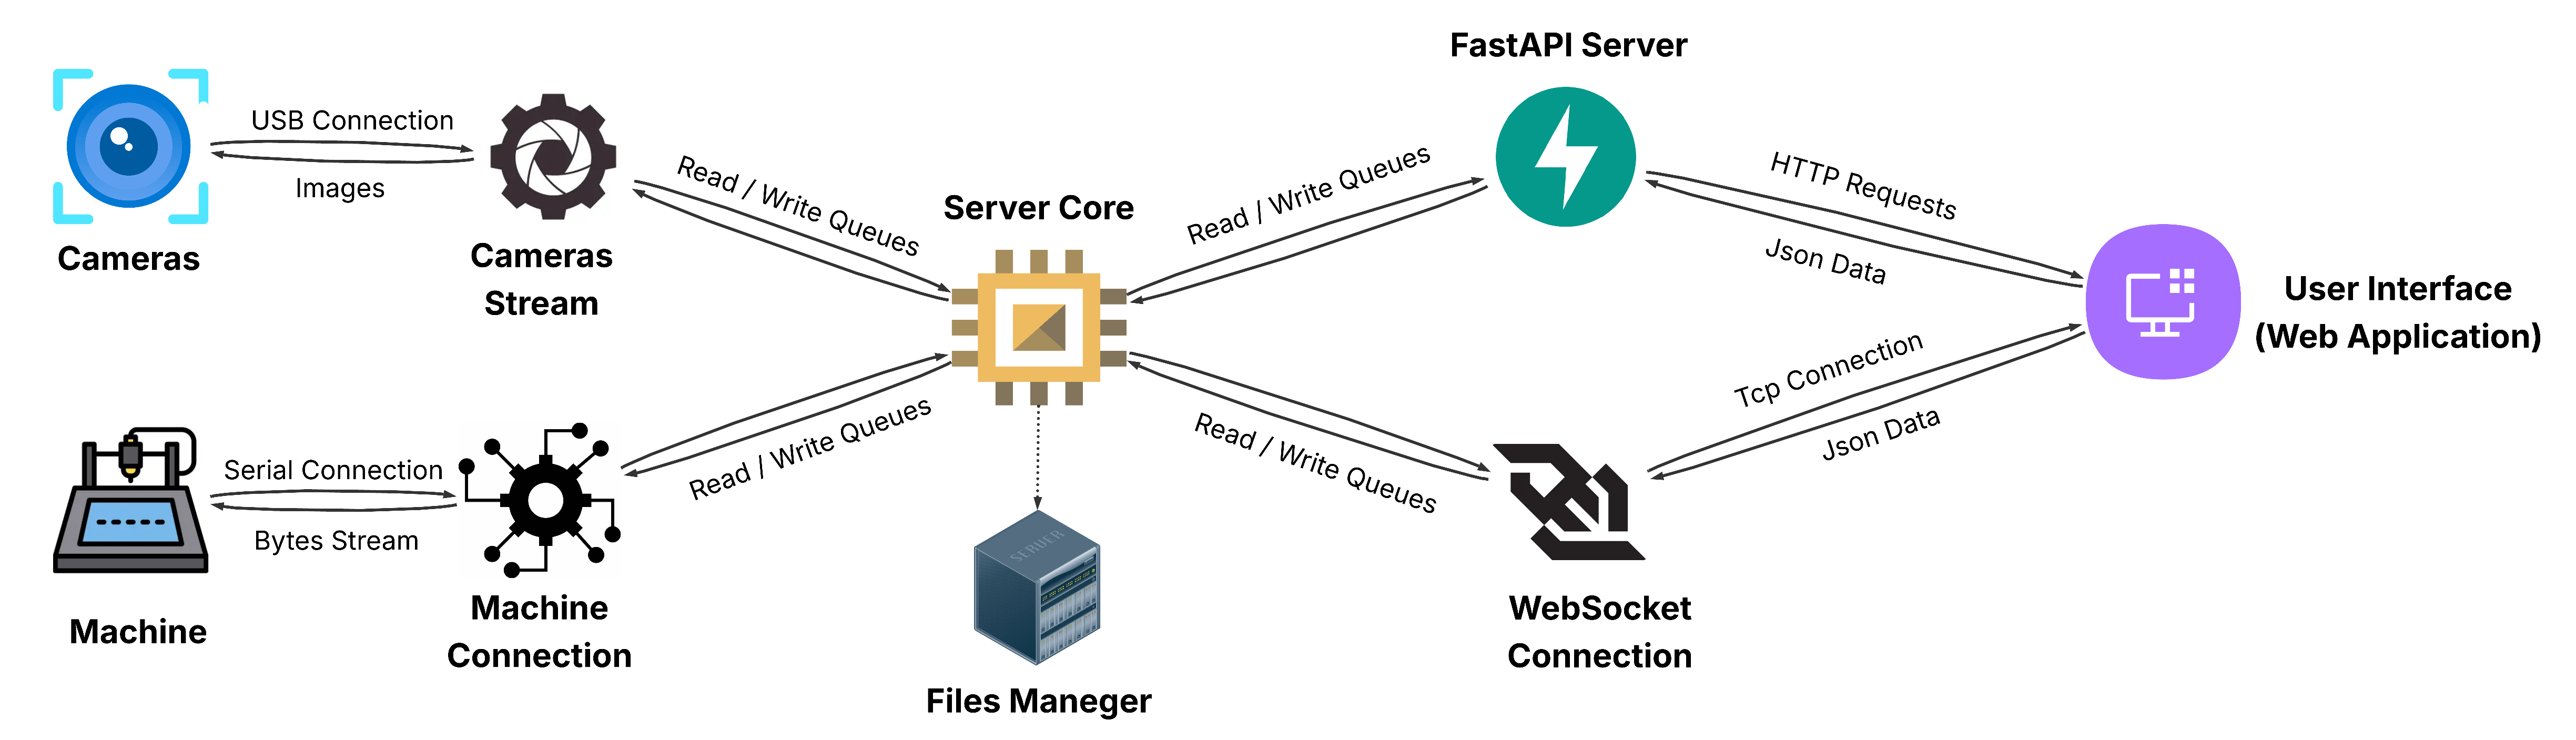 FastAPI Server
USB Connection
Images
Cameras
Cameras
Stream
Read / Write Queues
Server Core
Read / Write Queues
HTTP Requests
Json Data
User Interface
(Web Application)
Serial Connection
Bytes Stream
Machine
Machine
Connection
Read / Write Queues
Read / Write Queues
Tcp Connection
Json Data
SERVER
Files Maneger
WebSocket
Connection